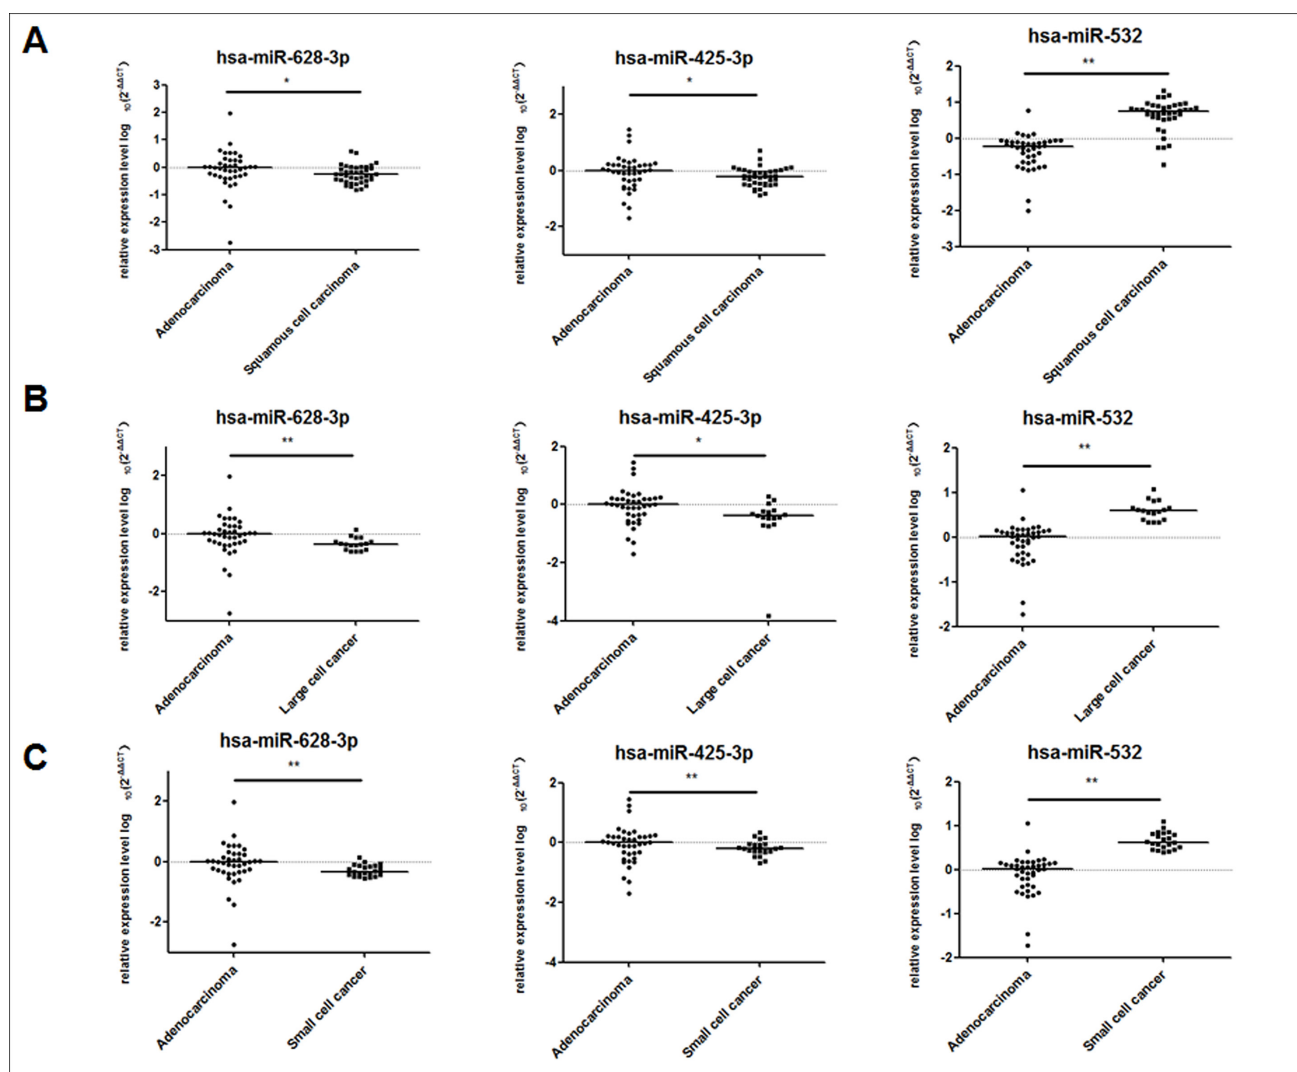 A
hsa-miR-628-3p
*
relative expression level log 10(2-ΔΔCT)
3
2
1
0
-1
-2
-3
Adenocarcinoma
Squamous cell carcinoma
hsa-miR-425-3p
*
relative expression level log 10(2-ΔΔCT)
2
0
-2
Adenocarcinoma
Squamous cell carcinoma
hsa-miR-532
**
relative expression level log 10(2-ΔΔCT)
2
1
0
-1
-2
-3
Adenocarcinoma
Squamous cell carcinoma
B
hsa-miR-628-3p
**
relative expression level log 10(2-ΔΔCT)
2
0
-2
Adenocarcinoma
Large cell cancer
hsa-miR-425-3p
*
relative expression level log 10(2-ΔΔCT)
2
0
-2
-4
Adenocarcinoma
Large cell cancer
hsa-miR-532
**
relative expression level log 10(2-ΔΔCT)
2
1
0
-1
-2
Adenocarcinoma
Large cell cancer
C
hsa-miR-628-3p
**
relative expression level log 10(2-ΔΔCT)
2
0
-2
Adenocarcinoma
Small cell cancer
hsa-miR-425-3p
**
relative expression level log 10(2-ΔΔCT)
2
0
-2
-4
Adenocarcinoma
Small cell cancer
hsa-miR-532
**
relative expression level log 10(2-ΔΔCT)
2
1
0
-1
-2
Adenocarcinoma
Small cell cancer